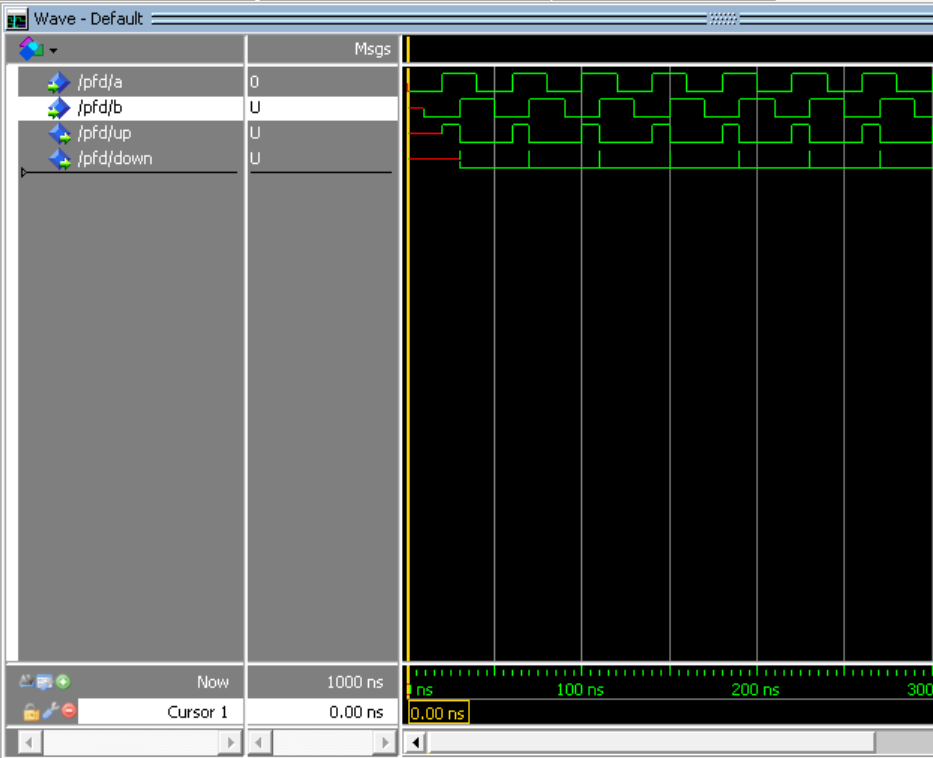 Wave - Default
Msgs
/pfd/a 0
/pfd/b U
/pfd/up U
/pfd/down U
Now 1000 ns
ns 100 ns 200 ns 300
Cursor 1 0.00 ns 0.00 ns